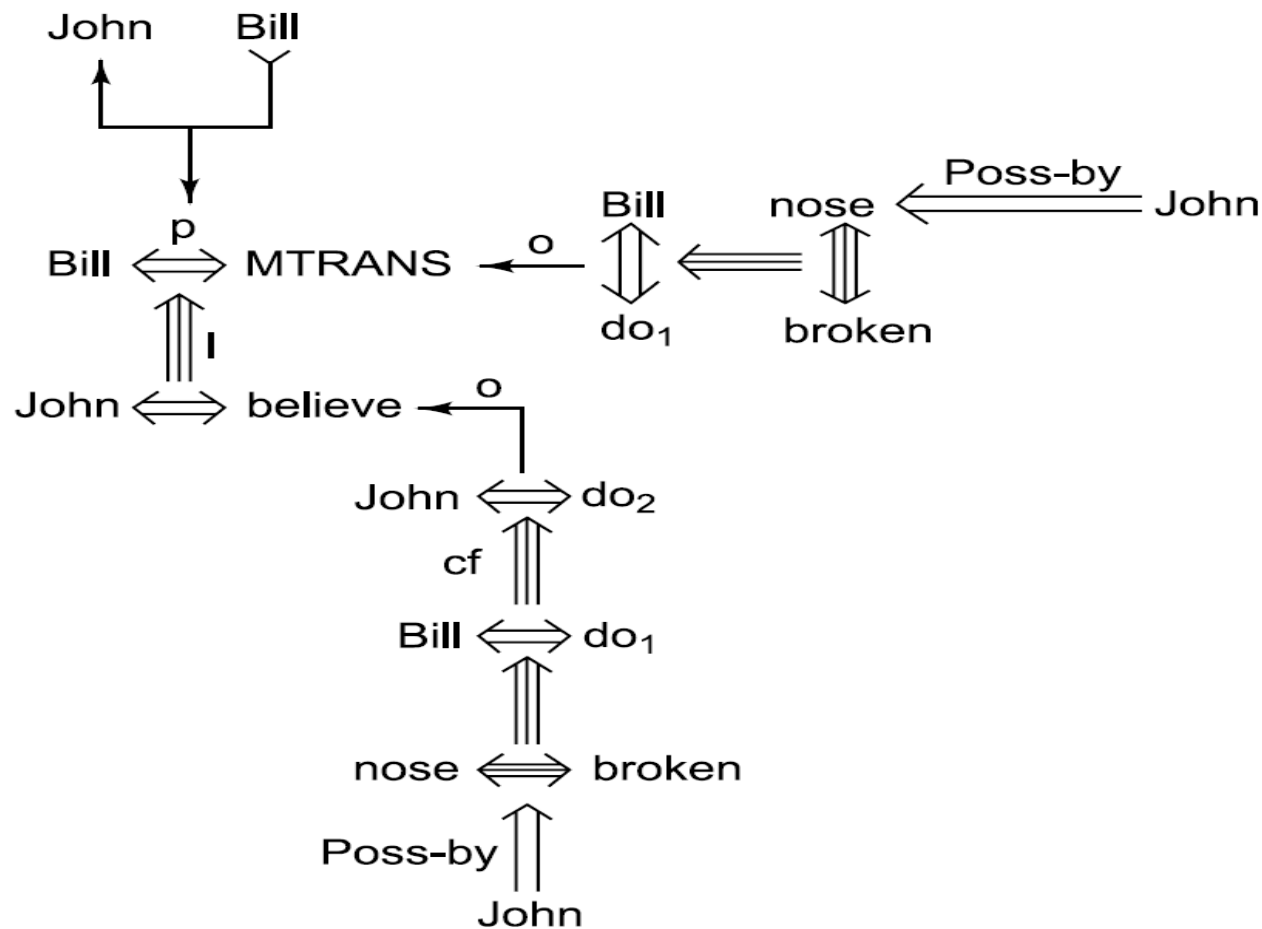 John Bill
Poss-by
Bill nose John
p
o
Bill MTRANS
do₁ broken
I
o
John believe
John do₂
cf
Bill do₁
nose broken
Poss-by
John